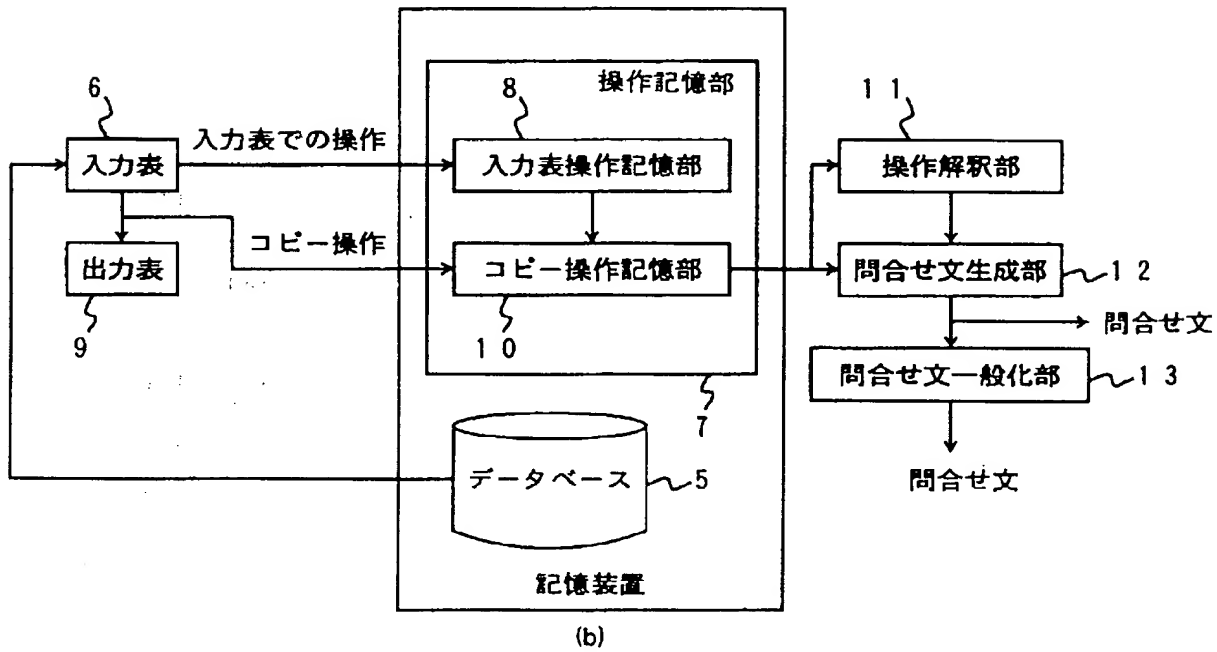 操作記憶部
6
8
11
入力表での操作
入力表
入力表操作記憶部
操作解釈部
コピー操作
出力表
コピー操作記憶部
問合せ文生成部
12
9
10
問合せ文
問合せ文一般化部
13
7
データベース
5
問合せ文
記憶装置
(b)